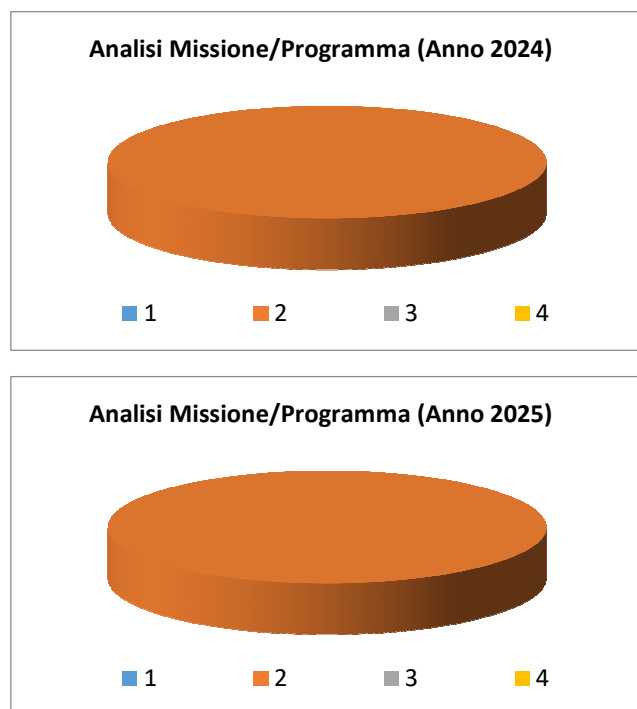 Analisi Missione/Programma (Anno 2024)
1 2 3 4
Analisi Missione/Programma (Anno 2025)
1 2 3 4